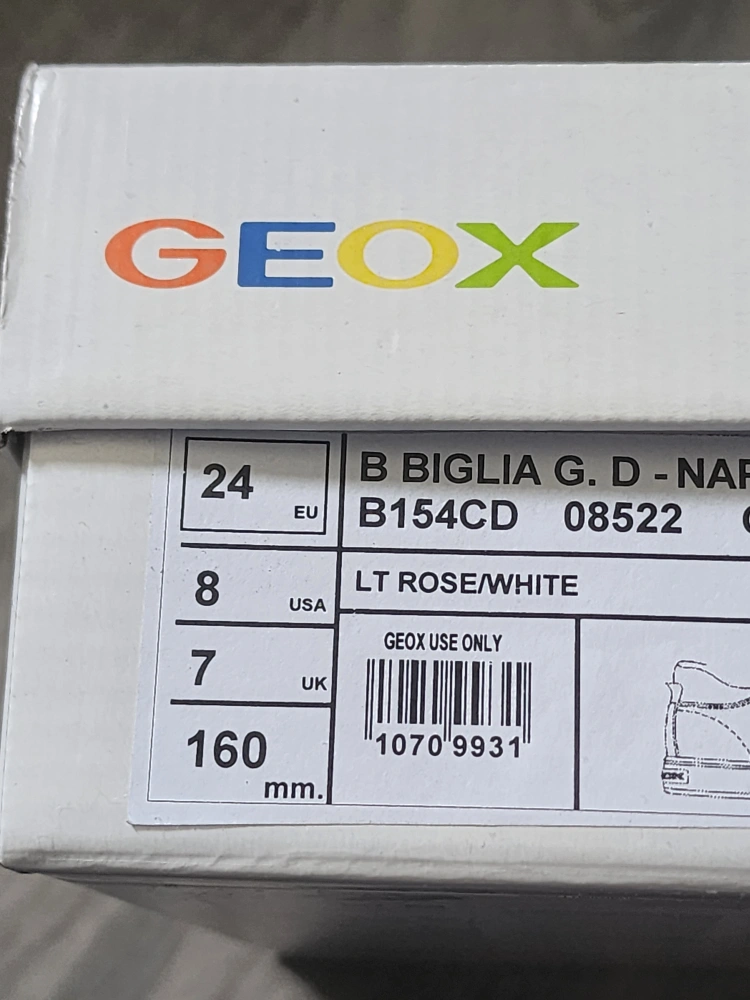 GEOX
24 EU
B BIGLIA G. D - NAP
B154CD 08522
8 USA
LT ROSE/WHITE
7 UK
GEOX USE ONLY
1070 9931
160 mm.